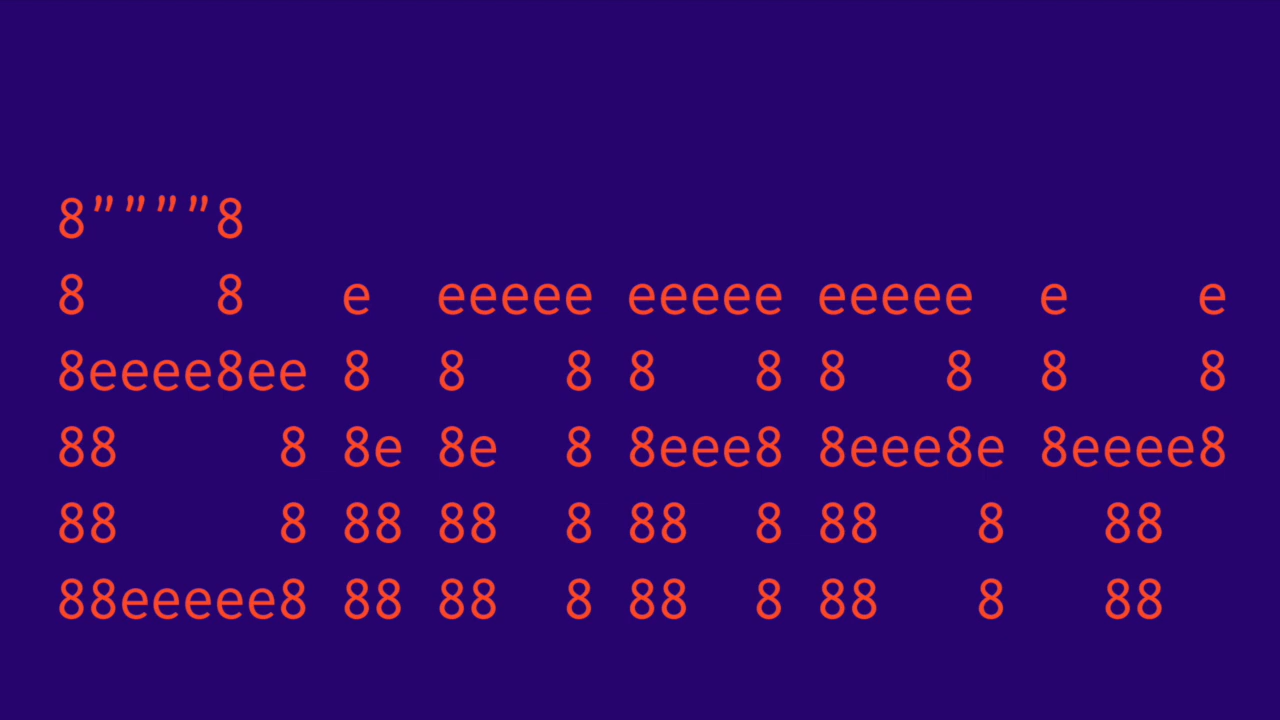 8””””8
8    8   e  eeeee eeeee eeeee  e    e
8eeee8ee 8  8   8 8   8 8   8  8    8
88     8 8e 8e  8 8eee8 8eee8e 8eeee8
88     8 88 88  8 88  8 88   8   88
88eeeee8 88 88  8 88  8 88   8   88